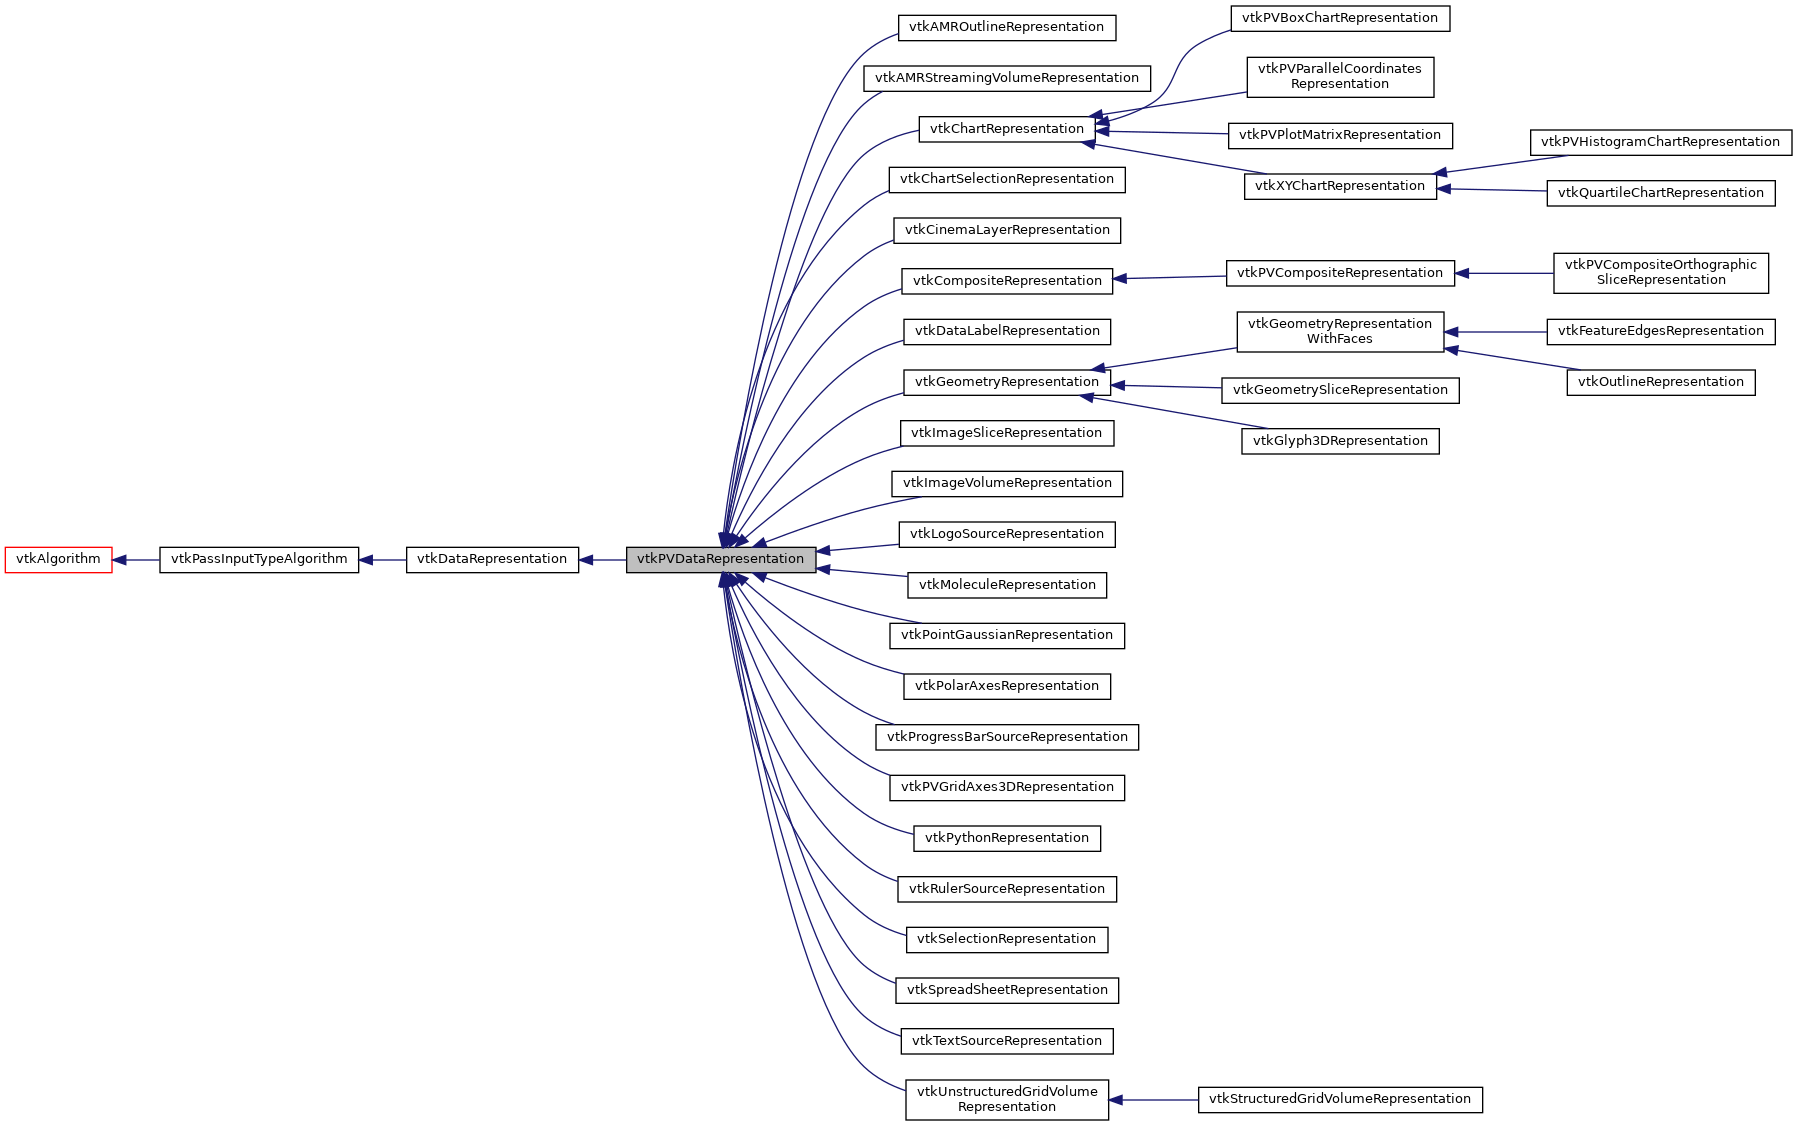 vtkAlgorithm
vtkPassInputTypeAlgorithm
vtkDataRepresentation
vtkPVDataRepresentation
vtkAMROutlineRepresentation
vtkAMRStreamingVolumeRepresentation
vtkChartRepresentation
vtkChartSelectionRepresentation
vtkCinemaLayerRepresentation
vtkCompositeRepresentation
vtkDataLabelRepresentation
vtkGeometryRepresentation
vtkImageSliceRepresentation
vtkImageVolumeRepresentation
vtkLogoSourceRepresentation
vtkMoleculeRepresentation
vtkPointGaussianRepresentation
vtkPolarAxesRepresentation
vtkProgressBarSourceRepresentation
vtkPVGridAxes3DRepresentation
vtkPythonRepresentation
vtkRulerSourceRepresentation
vtkSelectionRepresentation
vtkSpreadSheetRepresentation
vtkTextSourceRepresentation
vtkUnstructuredGridVolume
Representation
vtkPVBoxChartRepresentation
vtkPVParallelCoordinates
Representation
vtkPVPlotMatrixRepresentation
vtkXYChartRepresentation
vtkPVCompositeRepresentation
vtkGeometryRepresentation
WithFaces
vtkGeometrySliceRepresentation
vtkGlyph3DRepresentation
vtkStructuredGridVolumeRepresentation
vtkPVHistogramChartRepresentation
vtkQuartileChartRepresentation
vtkPVCompositeOrthographic
SliceRepresentation
vtkFeatureEdgesRepresentation
vtkOutlineRepresentation